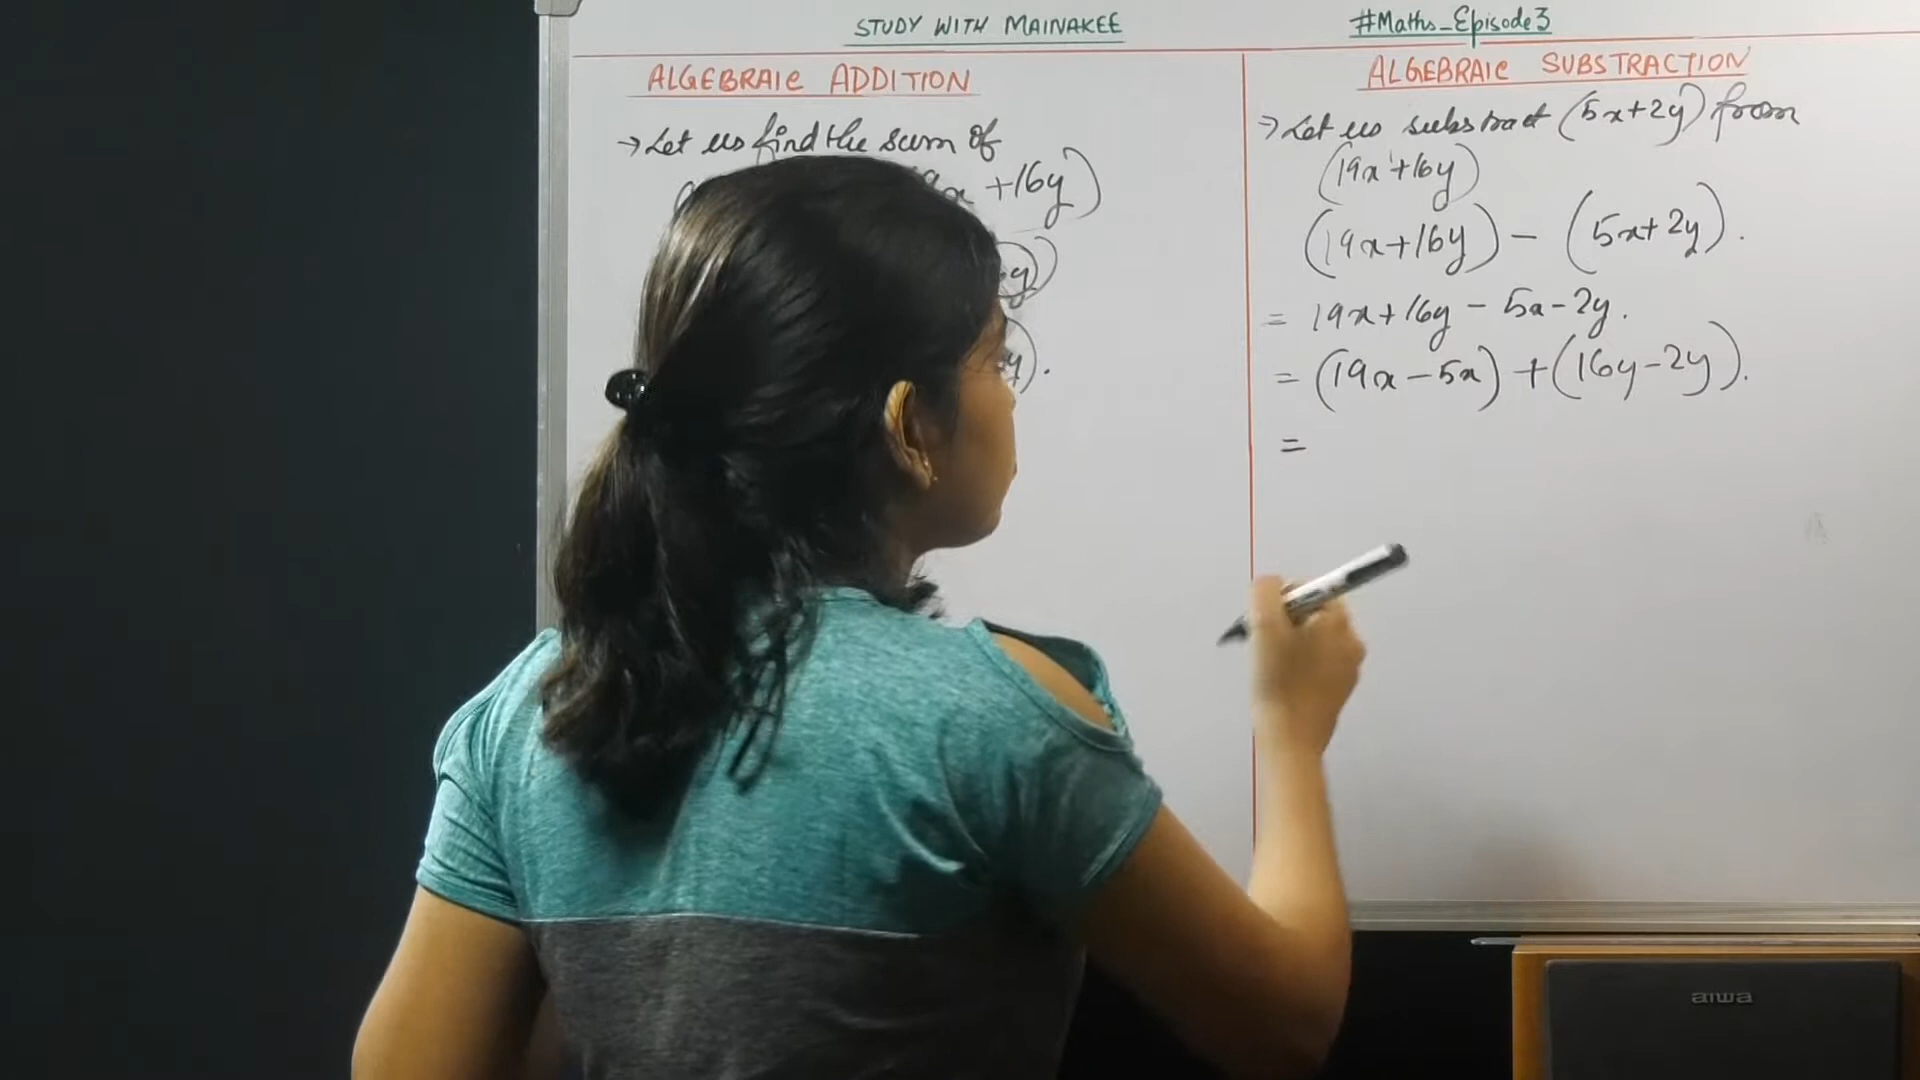 STUDY WITH MAINAKEE
#Maths_Episode3
ALGEBRAIC ADDITION
→ Let us find the sum of
+16y)
y)
y).
ALGEBRAIC SUBSTRACTION
→ Let us substract (5x+2y) from
(19x+16y)
(19x+16y) - (5x+2y).
= 19x+16y - 5x - 2y.
= (19x - 5x) + (16y - 2y).
=
aiwa